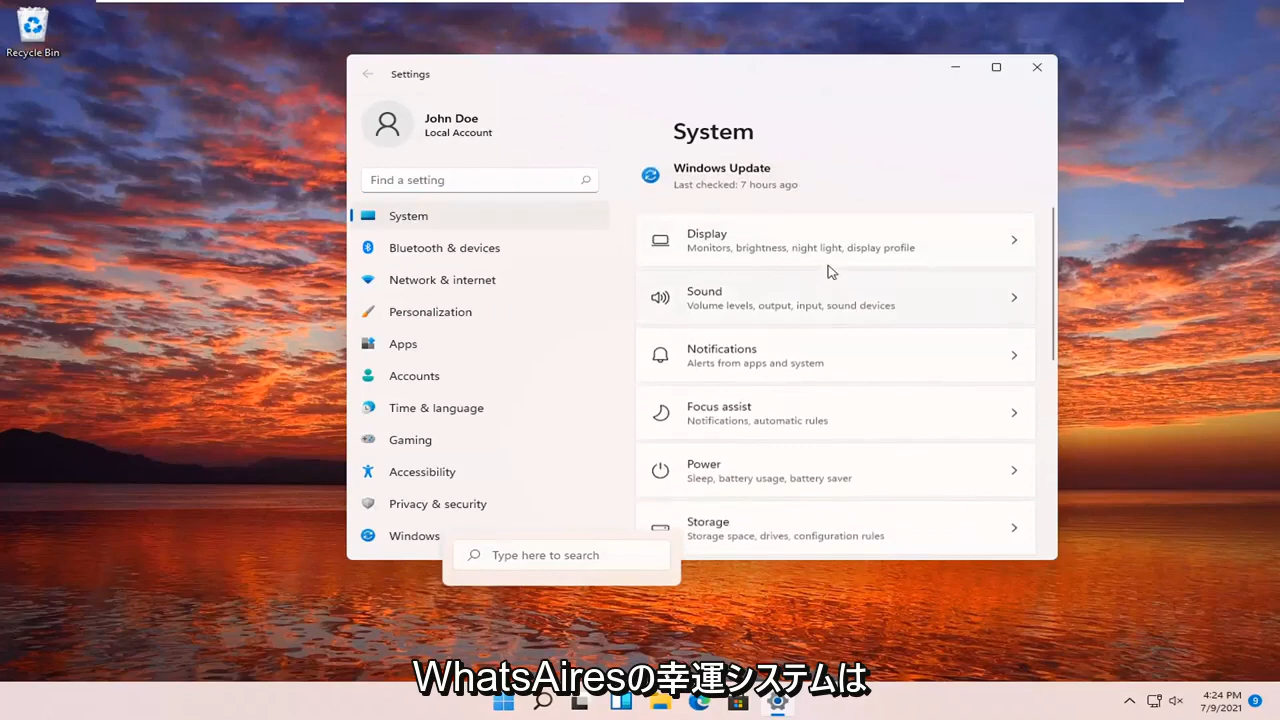 Recycle Bin
Settings
John Doe
Local Account
Find a setting
System
Bluetooth & devices
Network & internet
Personalization
Apps
Accounts
Time & language
Gaming
Accessibility
Privacy & security
Windows
Type here to search
System
Windows Update
Last checked: 7 hours ago
Display
Monitors, brightness, night light, display profile
Sound
Volume levels, output, input, sound devices
Notifications
Alerts from apps and system
Focus assist
Notifications, automatic rules
Power
Sleep, battery usage, battery saver
Storage
Storage space, drives, configuration rules
WhatsAiresの幸運システムは
4:24 PM
7/9/2021
9